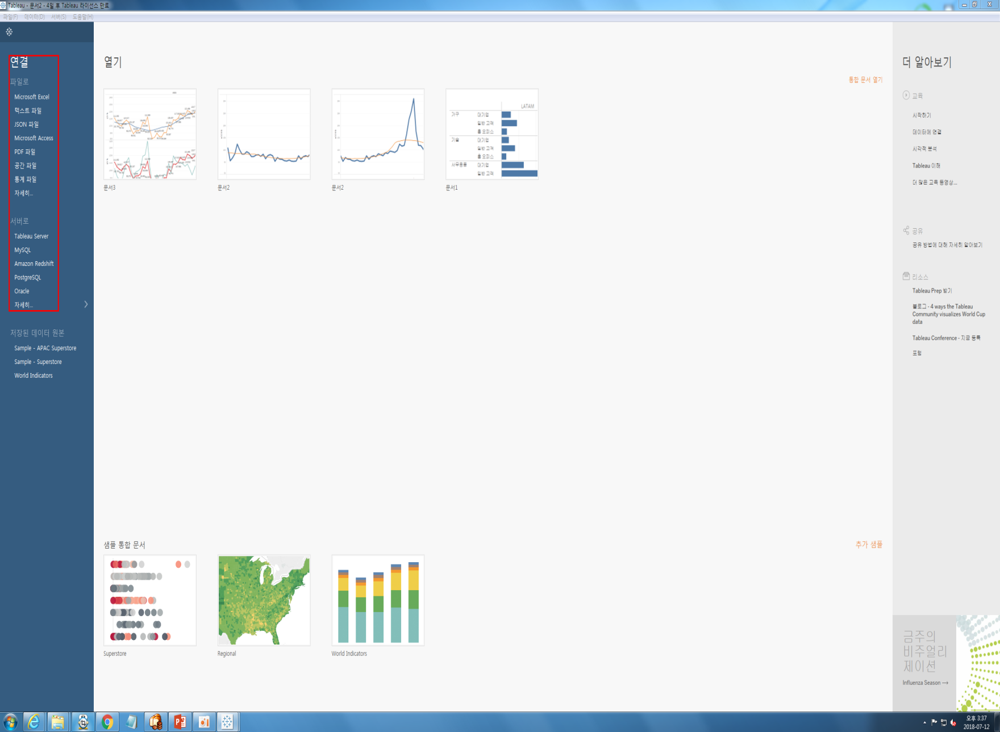 Tableau - 문서2 - 4일 후 Tableau 라이선스 만료
파일(F) 데이터(D) 서버(S) 도움말(H)
연결
파일로
Microsoft Excel
텍스트 파일
JSON 파일
Microsoft Access
PDF 파일
공간 파일
통계 파일
자세히...
서버로
Tableau Server
MySQL
Amazon Redshift
PostgreSQL
Oracle
자세히...
저장된 데이터 원본
Sample - APAC Superstore
Sample - Superstore
World Indicators
열기
통합 문서 열기
LATAM
가구 대기업
일반 고객
홈 오피스
기술 대기업
일반 고객
홈 오피스
사무용품 대기업
일반 고객
문서3
문서2
문서2
문서1
샘플 통합 문서
추가 샘플
Superstore
Regional
World Indicators
더 알아보기
교육
시작하기
데이터에 연결
시각적 분석
Tableau 이해
더 많은 교육 동영상...
공유
공유 방법에 대해 자세히 알아보기
리소스
Tableau Prep 받기
블로그 - 4 ways the Tableau
Community visualizes World Cup
data
Tableau Conference - 지금 등록
포럼
금주의
비주얼리
제이션
Influenza Season →
오후 3:37
2018-07-12